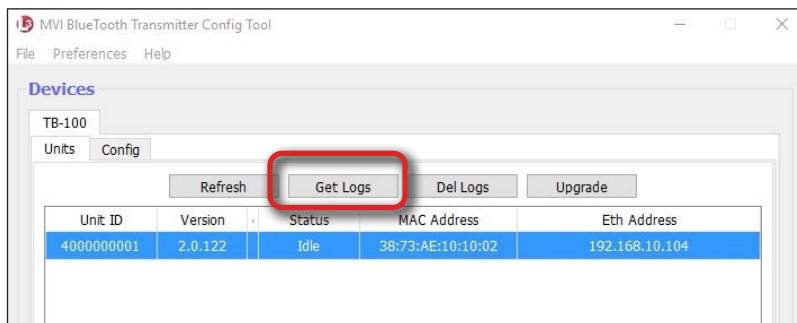 MVI BlueTooth Transmitter Config Tool
File Preferences Help
Devices
TB-100
Units Config
Refresh Get Logs Del Logs Upgrade
Unit ID Version Status MAC Address Eth Address
4000000001 2.0.122 Idle 38:73:AE:10:10:02 192.168.10.104